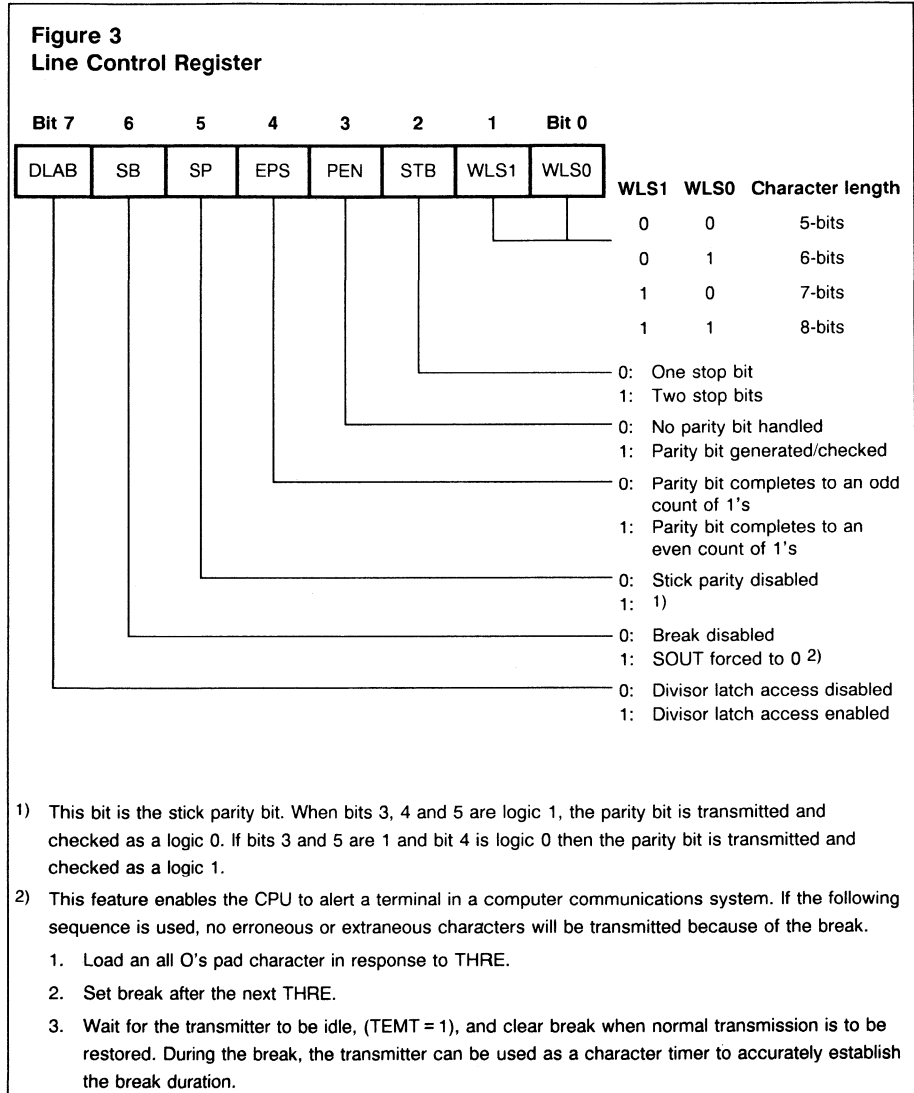 Figure 3
Line Control Register
Bit 7 6 5 4 3 2 1 Bit 0
DLAB SB SP EPS PEN STB WLS1 WLS0
WLS1 WLS0 Character length
0 0 5-bits
0 1 6-bits
1 0 7-bits
1 1 8-bits
0: One stop bit
1: Two stop bits
0: No parity bit handled
1: Parity bit generated/checked
0: Parity bit completes to an odd
count of 1's
1: Parity bit completes to an
even count of 1's
0: Stick parity disabled
1: 1)
0: Break disabled
1: SOUT forced to 0 2)
0: Divisor latch access disabled
1: Divisor latch access enabled
1) This bit is the stick parity bit. When bits 3, 4 and 5 are logic 1, the parity bit is transmitted and
checked as a logic 0. If bits 3 and 5 are 1 and bit 4 is logic 0 then the parity bit is transmitted and
checked as a logic 1.
2) This feature enables the CPU to alert a terminal in a computer communications system. If the following
sequence is used, no erroneous or extraneous characters will be transmitted because of the break.
1. Load an all O's pad character in response to THRE.
2. Set break after the next THRE.
3. Wait for the transmitter to be idle, (TEMT = 1), and clear break when normal transmission is to be
restored. During the break, the transmitter can be used as a character timer to accurately establish
the break duration.